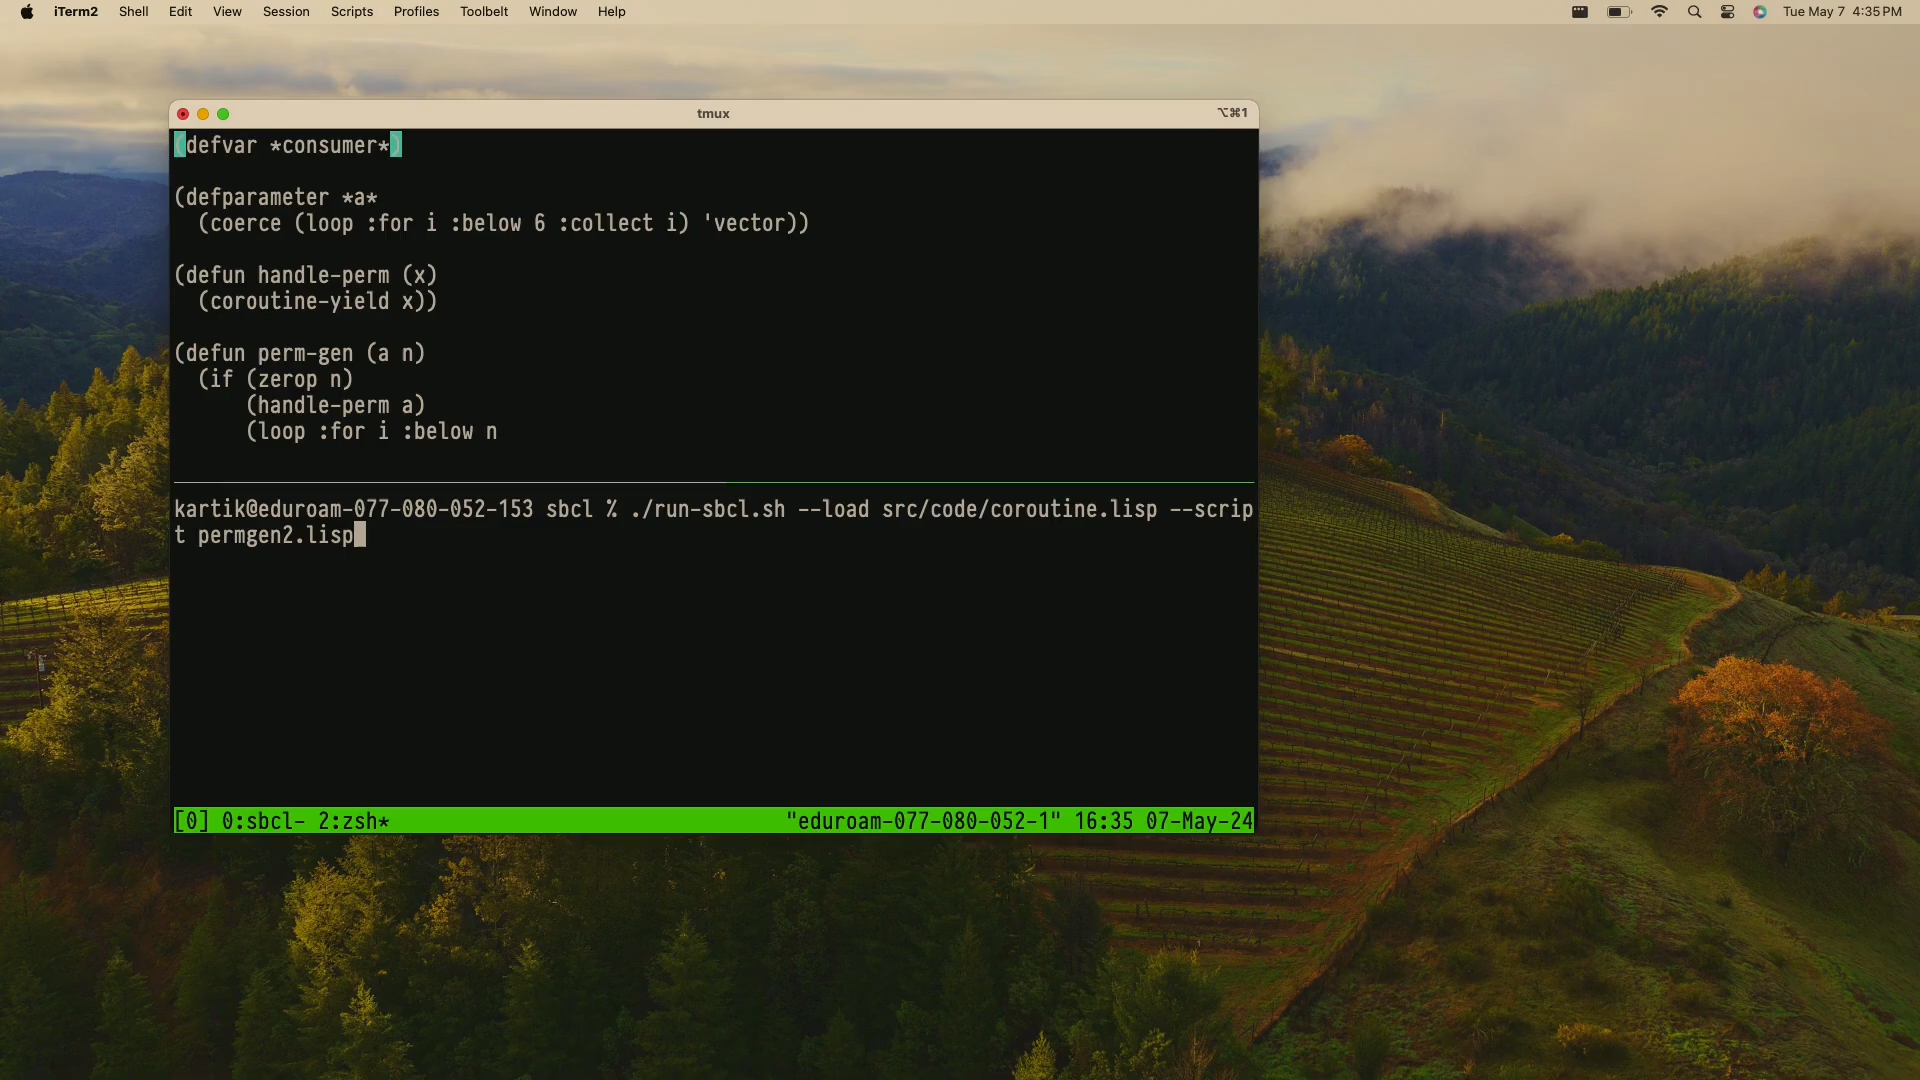 iTerm2 Shell Edit View Session Scripts Profiles Toolbelt Window Help Tue May 7 4:35 PM
tmux ⌥⌘1
(defvar *consumer*)
(defparameter *a*
(coerce (loop :for i :below 6 :collect i) 'vector))
(defun handle-perm (x)
(coroutine-yield x))
(defun perm-gen (a n)
(if (zerop n)
(handle-perm a)
(loop :for i :below n
kartik@eduroam-077-080-052-153 sbcl % ./run-sbcl.sh --load src/code/coroutine.lisp --scrip
t permgen2.lisp
[0] 0:sbcl- 2:zsh* "eduroam-077-080-052-1" 16:35 07-May-24